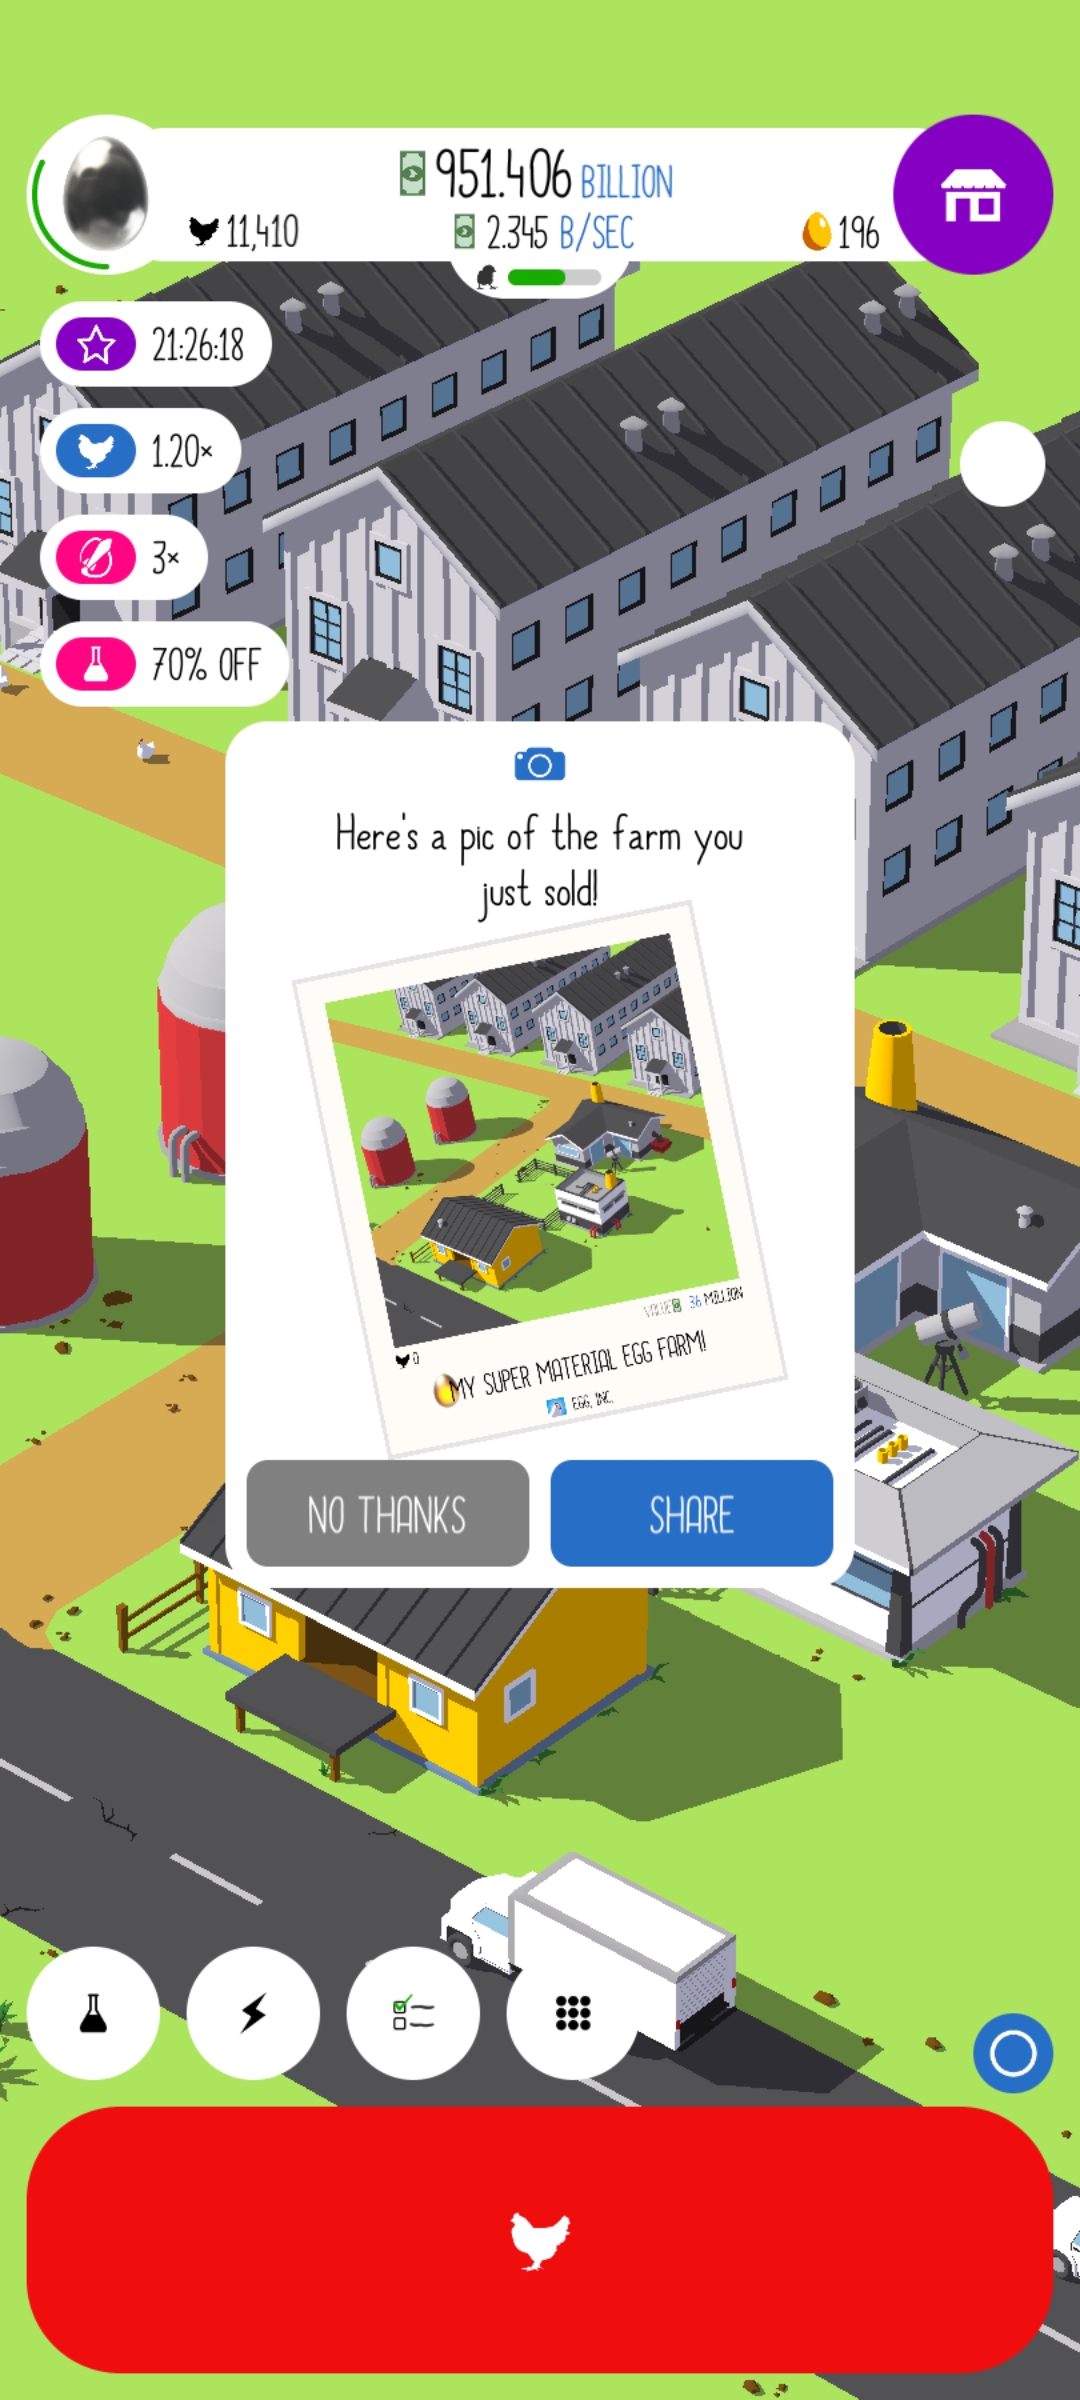 951.406 BILLION
11,410
2.345 B/SEC
196
21:26:18
1.20×
3×
70% OFF
Here's a pic of the farm you
just sold!
VALUE 36 MILLION
0
MY SUPER MATERIAL EGG FARM!
EGG, INC.
NO THANKS
SHARE